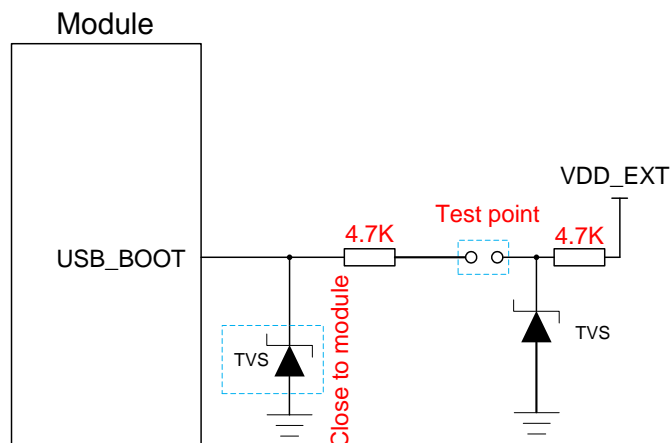 Module
VDD_EXT
Test point
4.7K
4.7K
USB_BOOT
Close to module
TVS
TVS